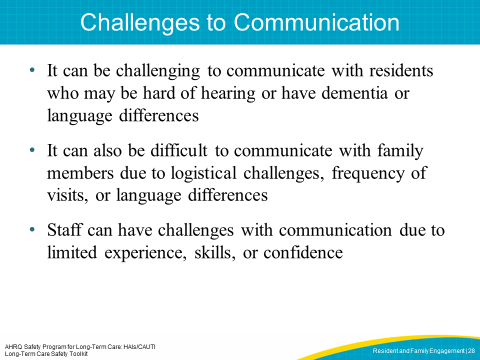 Challenges to Communication
• It can be challenging to communicate with residents
who may be hard of hearing or have dementia or
language differences
• It can also be difficult to communicate with family
members due to logistical challenges, frequency of
visits, or language differences
• Staff can have challenges with communication due to
limited experience, skills, or confidence
AHRQ Safety Program for Long-Term Care: HAIs/CAUTI
Long-Term Care Safety Toolkit
Resident and Family Engagement | 28